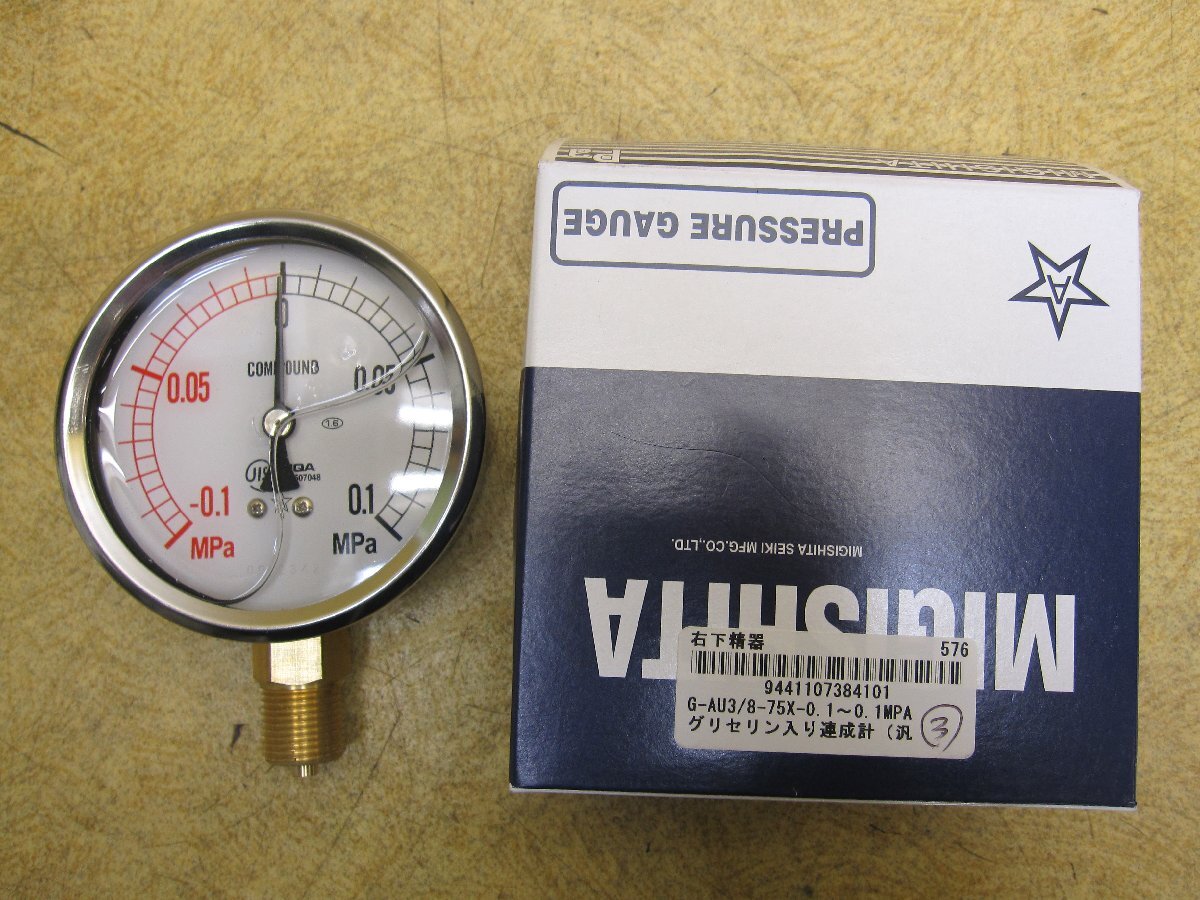 0
COMPOUND
0.05
0.05
1.6
JIS
507048
-0.1
0.1
MPa
MPa
PRESSURE GAUGE
A
MIGISHITA SEIKI MFG.CO.,LTD.
MIGISHITA
右下精器 576
9441107384101
G-AU3/8-75X-0.1～0.1MPA
グリセリン入り連成計 (汎
3